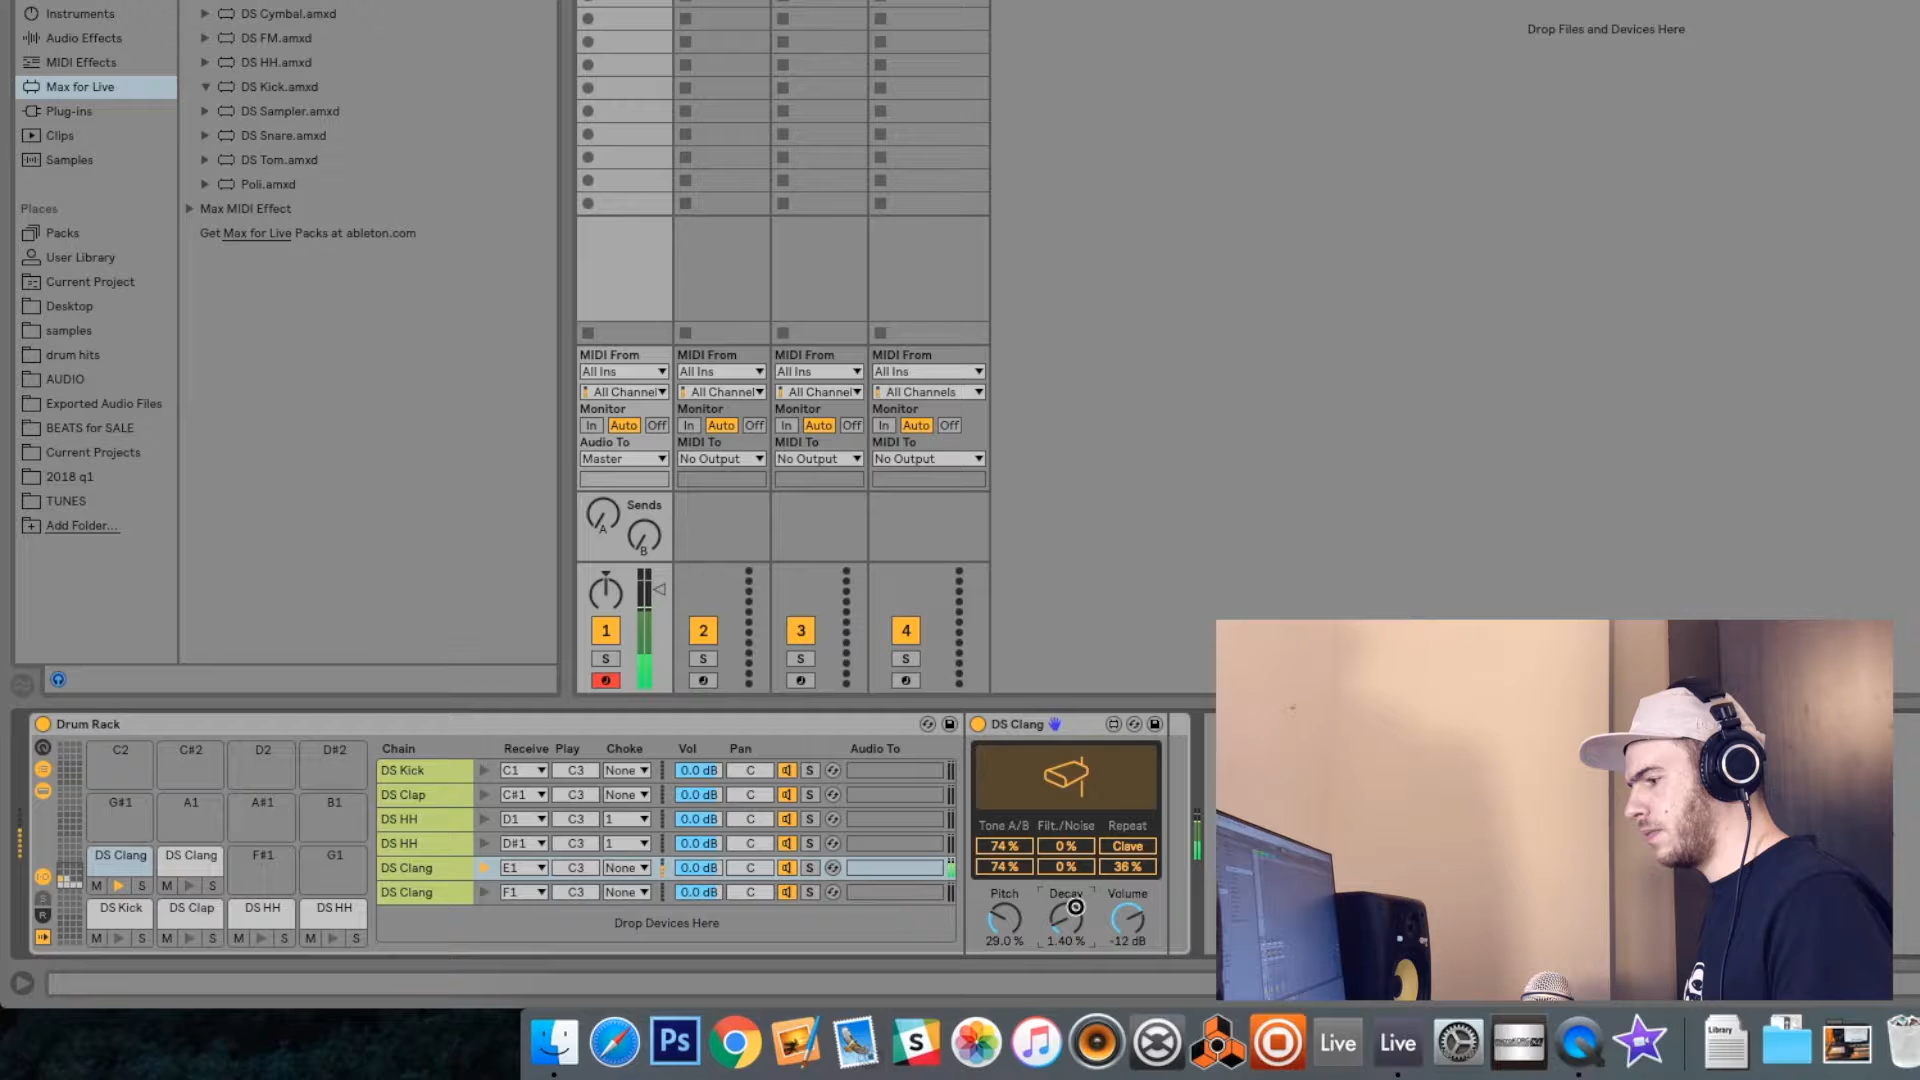 Instruments
Audio Effects
MIDI Effects
Max for Live
Plug-ins
Clips
Samples
Places
Packs
User Library
Current Project
Desktop
samples
drum hits
AUDIO
Exported Audio Files
BEATS for SALE
Current Projects
2018 q1
TUNES
Add Folder...
DS Cymbal.amxd
DS FM.amxd
DS HH.amxd
DS Kick.amxd
DS Sampler.amxd
DS Snare.amxd
DS Tom.amxd
Poli.amxd
Max MIDI Effect
Get Max for Live Packs at ableton.com
Drop Files and Devices Here
MIDI From MIDI From MIDI From MIDI From
All Ins All Ins All Ins All Ins
All Channel All Channel All Channel All Channels
Monitor Monitor Monitor Monitor
In Auto Off In Auto Off In Auto Off In Auto Off
Audio To MIDI To MIDI To MIDI To
Master No Output No Output No Output
Sends
A
B
1 2 3 4
S S S S
Drum Rack
C2 C#2 D2 D#2
G#1 A1 A#1 B1
DS Clang DS Clang F#1 G1
M S M S
DS Kick DS Clap DS HH DS HH
M S M S M S M S
S
R
Chain Receive Play Choke Vol Pan Audio To
DS Kick C1 C3 None 0.0 dB C S
DS Clap C#1 C3 None 0.0 dB C S
DS HH D1 C3 1 0.0 dB C S
DS HH D#1 C3 1 0.0 dB C S
DS Clang E1 C3 None 0.0 dB C S
DS Clang F1 C3 None 0.0 dB C S
Drop Devices Here
DS Clang
Tone A/B Filt./Noise Repeat
74 % 0 % Clave
74 % 0 % 36 %
Pitch Decay Volume
29.0 % 1.40 % -12 dB
Ps
S
Live
Live
Library